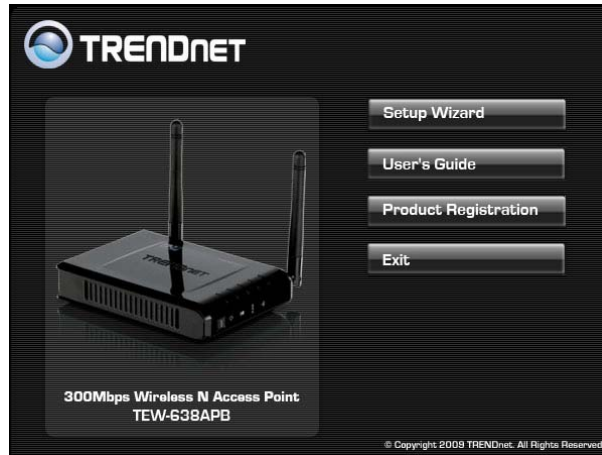 TRENDNET
Setup Wizard
User's Guide
Product Registration
Exit
TRENDNET
300Mbps Wireless N Access Point
TEW-638APB
© Copyright 2009 TRENDnet. All Rights Reserved